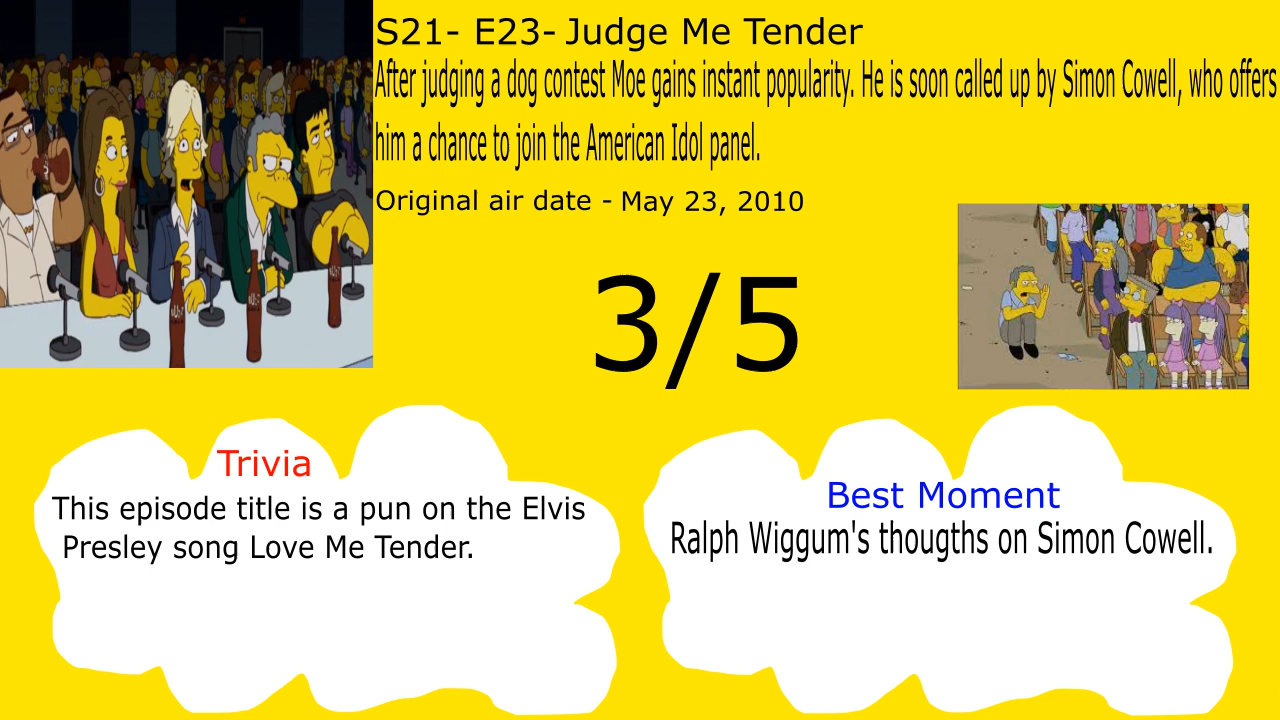 S21- E23- Judge Me Tender
After judging a dog contest Moe gains instant popularity. He is soon called up by Simon Cowell, who offers
him a chance to join the American Idol panel.
Original air date - May 23, 2010
3/5
Trivia
This episode title is a pun on the Elvis
Presley song Love Me Tender.
Best Moment
Ralph Wiggum's thougths on Simon Cowell.